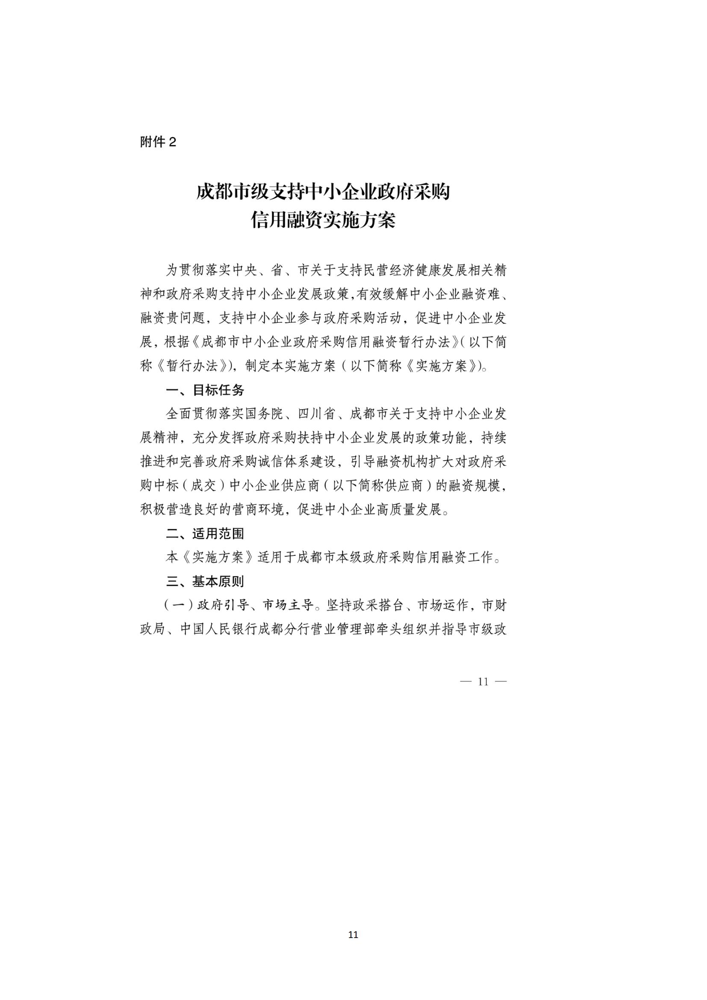 附件 2
成都市级支持中小企业政府采购
信用融资实施方案
为贯彻落实中央、省、市关于支持民营经济健康发展相关精
神和政府采购支持中小企业发展政策,有效缓解中小企业融资难、
融资贵问题，支持中小企业参与政府采购活动，促进中小企业发
展，根据《成都市中小企业政府采购信用融资暂行办法》（以下简
称《暂行办法》)，制定本实施方案（以下简称《实施方案》)。
一、目标任务
全面贯彻落实国务院、四川省、成都市关于支持中小企业发
展精神，充分发挥政府采购扶持中小企业发展的政策功能，持续
推进和完善政府采购诚信体系建设，引导融资机构扩大对政府采
购中标（成交）中小企业供应商（以下简称供应商）的融资规模，
积极营造良好的营商环境，促进中小企业高质量发展。
二、适用范围
本《实施方案》适用于成都市本级政府采购信用融资工作。
三、基本原则
（一）政府引导、市场主导。坚持政采搭台、市场运作，市财
政局、中国人民银行成都分行营业管理部牵头组织并指导市级政
— 11 —
11